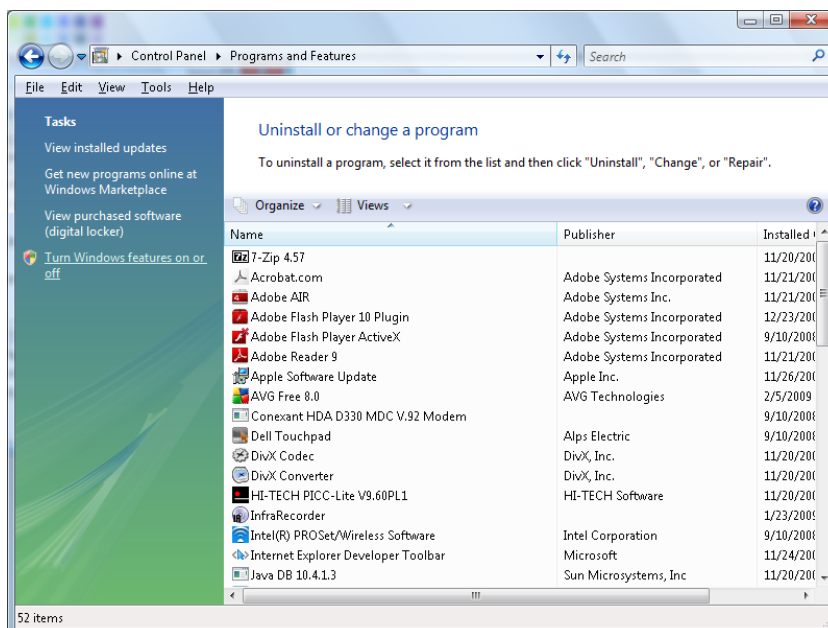 Control Panel Programs and Features Search
File Edit View Tools Help
Tasks
View installed updates
Get new programs online at
Windows Marketplace
View purchased software
(digital locker)
Turn Windows features on or
off
Uninstall or change a program
To uninstall a program, select it from the list and then click "Uninstall", "Change", or "Repair".
Organize Views
Name Publisher Installed
7-Zip 4.57 11/20/200
Acrobat.com Adobe Systems Incorporated 11/21/200
Adobe AIR Adobe Systems Inc. 11/21/200
Adobe Flash Player 10 Plugin Adobe Systems Incorporated 12/23/200
Adobe Flash Player ActiveX Adobe Systems Incorporated 9/10/2008
Adobe Reader 9 Adobe Systems Incorporated 11/21/200
Apple Software Update Apple Inc. 11/26/200
AVG Free 8.0 AVG Technologies 2/5/2009
Conexant HDA D330 MDC V.92 Modem 9/10/2008
Dell Touchpad Alps Electric 9/10/2008
DivX Codec DivX, Inc. 11/20/200
DivX Converter DivX, Inc. 11/20/200
HI-TECH PICC-Lite V9.60PL1 HI-TECH Software 11/20/200
InfraRecorder 1/23/2009
Intel(R) PROSet/Wireless Software Intel Corporation 9/10/2008
Internet Explorer Developer Toolbar Microsoft 11/24/200
Java DB 10.4.1.3 Sun Microsystems, Inc 11/20/200
52 items